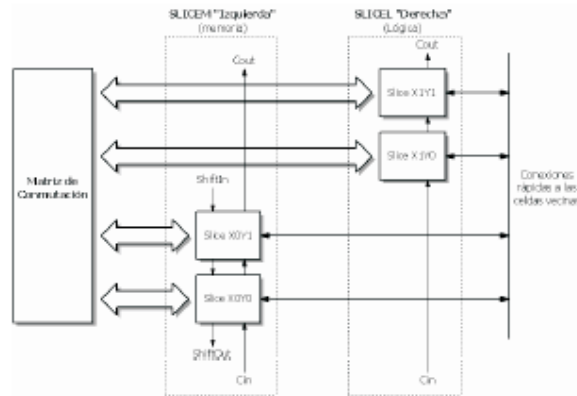 SLICEM "Izquierda"
(memoria)
SLICEL "Derecha"
(Lógica)
Cout
Cout
Slice X1Y1
Slice X1Y0
Matriz de
Conmutación
ShiftIn
Conexiones
rápidas a las
celdas vecinas
Slice X0Y1
Slice X0Y0
ShiftOut
Cin
Cin